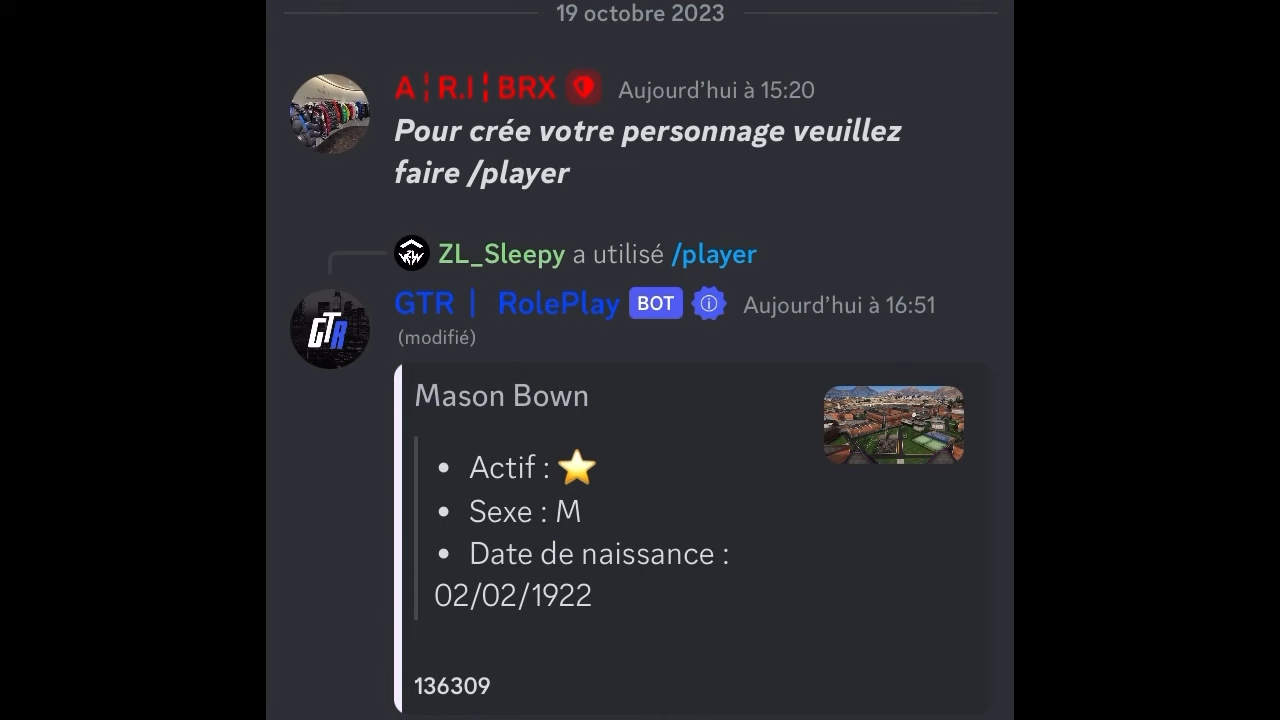 19 octobre 2023
A ¦ R.I ¦ BRX Aujourd’hui à 15:20
Pour crée votre personnage veuillez
faire /player
ZL_Sleepy a utilisé /player
GTR | RolePlay BOT Aujourd’hui à 16:51
(modifié)
GTR
Mason Bown
• Actif : ⭐
• Sexe : M
• Date de naissance :
02/02/1922
136309